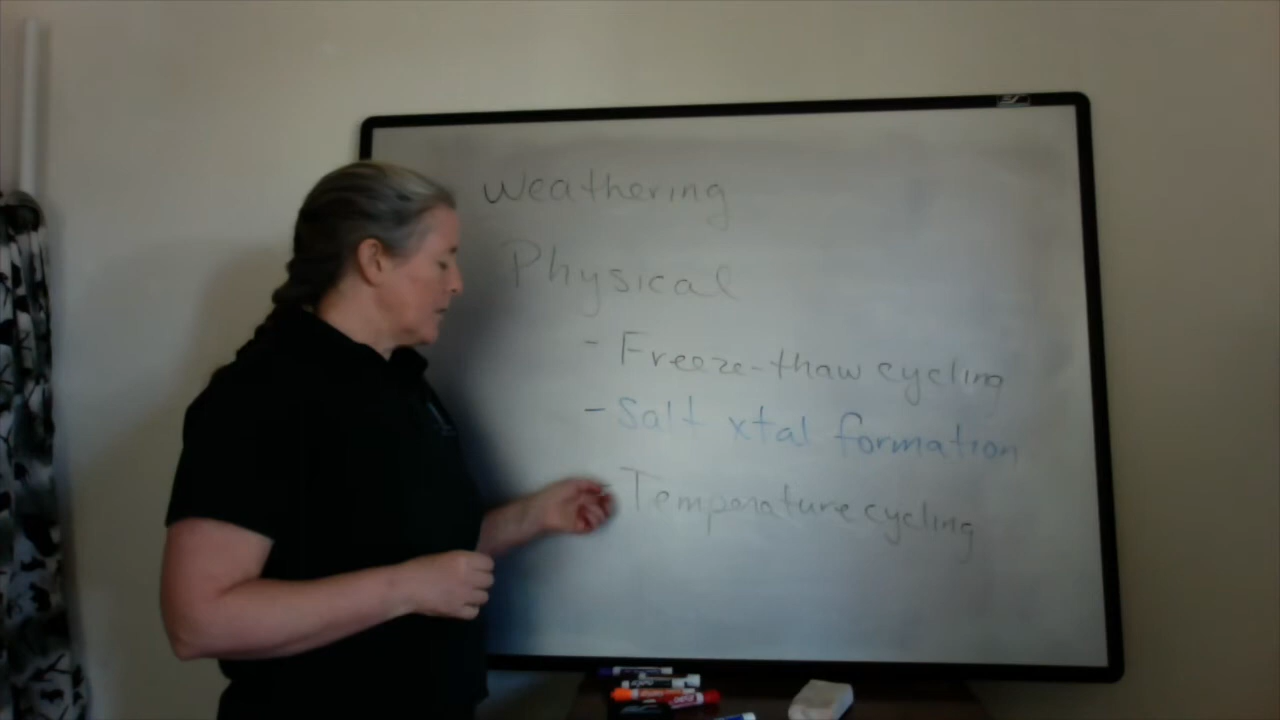 Weathering
Physical
- Freeze-thaw cycling
- Salt xtal formation
- Temperature cycling